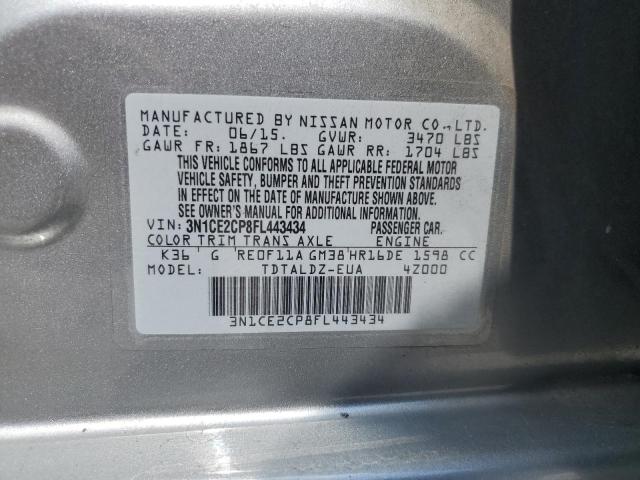 MANUFACTURED BY NISSAN MOTOR CO., LTD.
DATE: 06/15. GVWR: 3470 LBS
GAWR FR: 1867 LBS GAWR RR: 1704 LBS
THIS VEHICLE CONFORMS TO ALL APPLICABLE FEDERAL MOTOR
VEHICLE SAFETY, BUMPER AND THEFT PREVENTION STANDARDS
IN EFFECT ON THE DATE OF MANUFACTURE SHOWN ABOVE.
SEE OWNER'S MANUAL FOR ADDITIONAL INFORMATION.
VIN: 3N1CE2CP8FL443434 PASSENGER CAR.
COLOR TRIM TRANS AXLE ENGINE
K36 G RE0F11A GM38 HR16DE 1598 CC
MODEL: TDTALDZ-EUA 4Z000
3N1CE2CP8FL443434